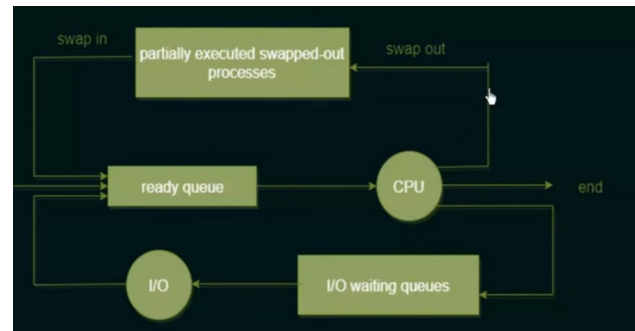 swap in
partially executed swapped-out
processes
swap out
ready queue
CPU
end
I/O
I/O waiting queues